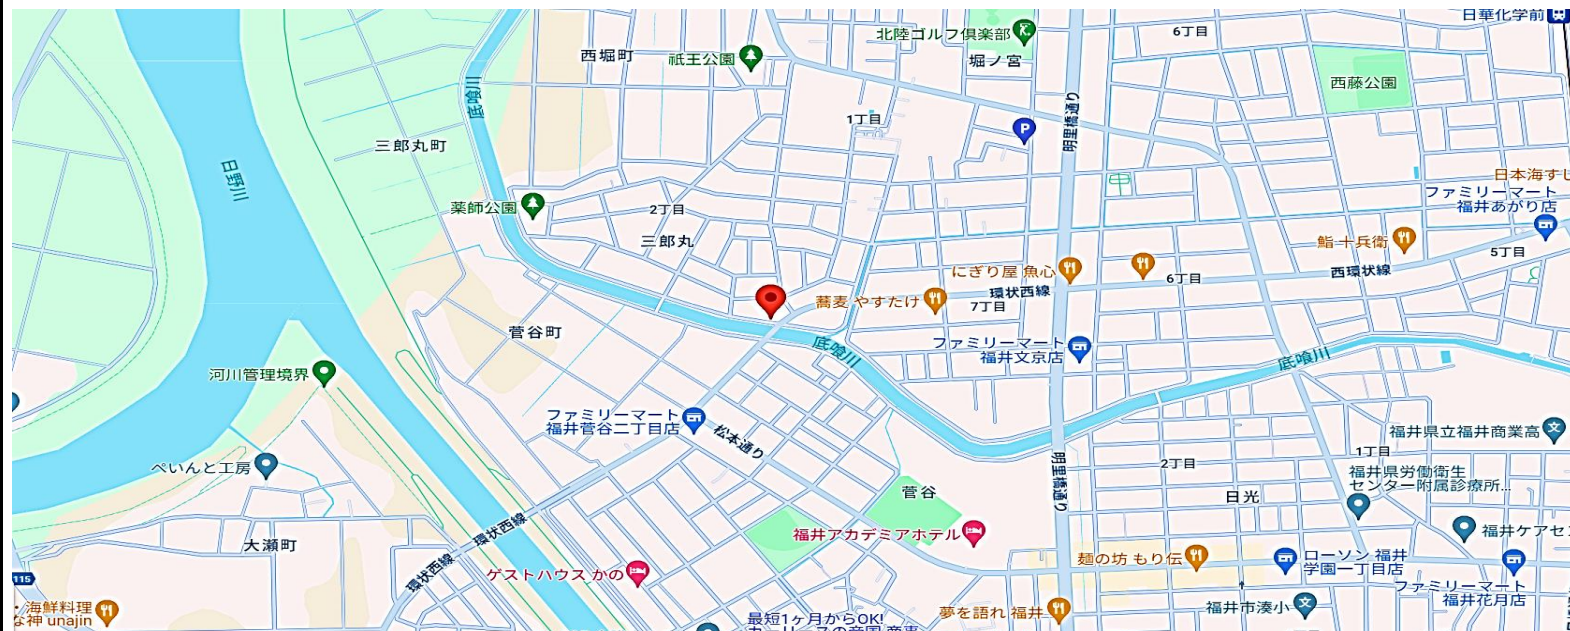 日華化学前
北陸ゴルフ倶楽部
6丁目
西堀町
祇王公園
堀ノ宮
西藤公園
底喰川
1丁目
明里橋通り
三郎丸町
日野川
日本海すし
ファミリーマート
福井あがり店
薬師公園
2丁目
三郎丸
鮨 十兵衛
5丁目
にぎり屋 魚心
西環状線
6丁目
環状西線
蕎麦 やすたけ
7丁目
菅谷町
底喰川
ファミリーマート
福井文京店
底喰川
河川管理境界
ファミリーマート
福井菅谷二丁目店
松本通り
福井県立福井商業高
1丁目
ぺいんと工房
2丁目
福井県労働衛生
センター附属診療所...
明里橋通り
菅谷
日光
環状西線
福井アカデミアホテル
福井ケアセ
大瀬町
麺の坊 もり伝
ローソン 福井
学園一丁目店
環状西線
ゲストハウス かの
115
ファミリーマート
福井花月店
海鮮料理
な神 unajin
夢を語れ 福井
福井市湊小
最短1ヶ月からOK!